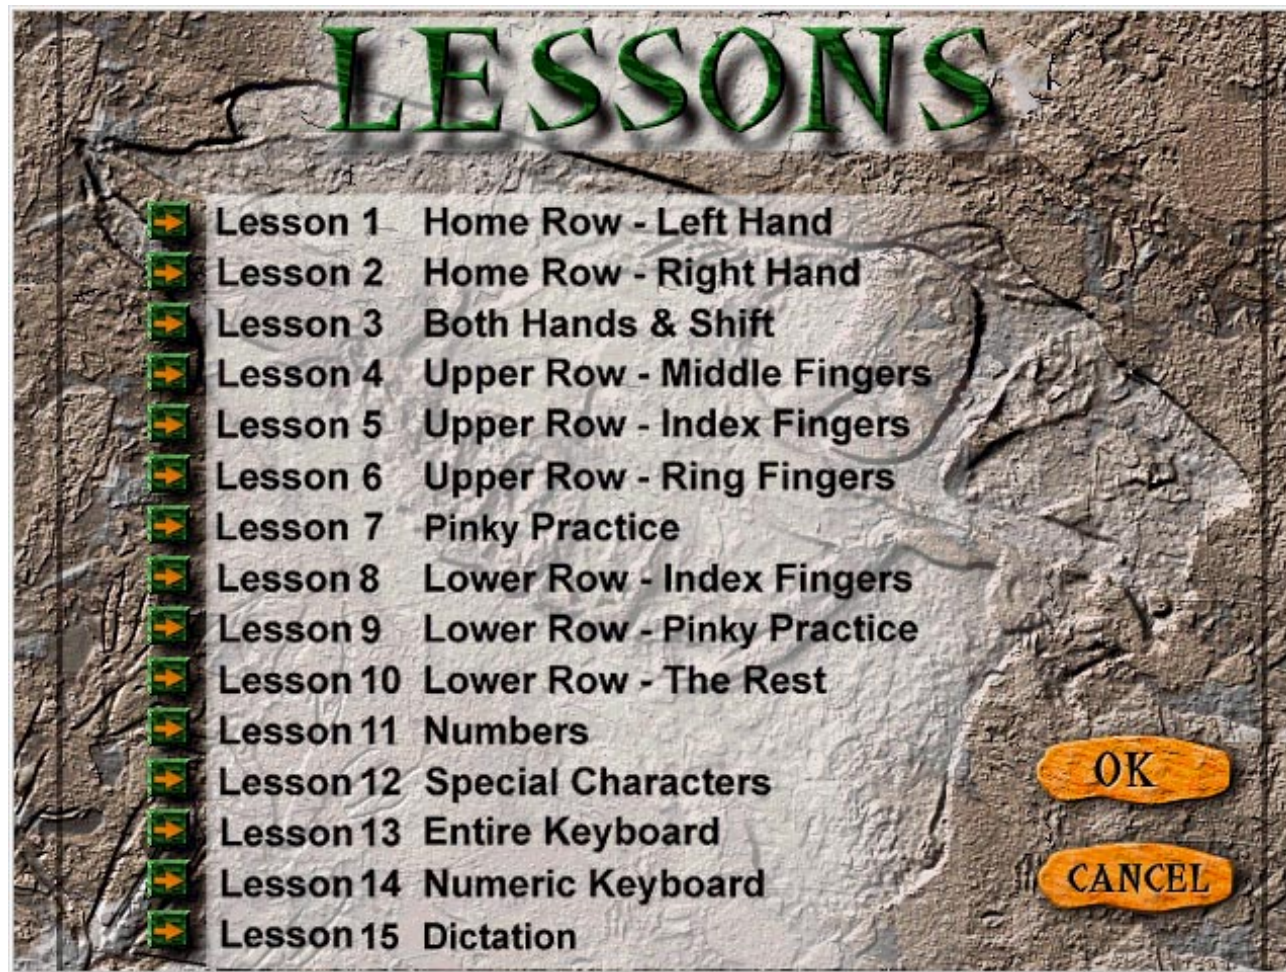 LESSONS
Lesson 1 Home Row - Left Hand
Lesson 2 Home Row - Right Hand
Lesson 3 Both Hands & Shift
Lesson 4 Upper Row - Middle Fingers
Lesson 5 Upper Row - Index Fingers
Lesson 6 Upper Row - Ring Fingers
Lesson 7 Pinky Practice
Lesson 8 Lower Row - Index Fingers
Lesson 9 Lower Row - Pinky Practice
Lesson 10 Lower Row - The Rest
Lesson 11 Numbers
Lesson 12 Special Characters
Lesson 13 Entire Keyboard
Lesson 14 Numeric Keyboard
Lesson 15 Dictation
OK
CANCEL